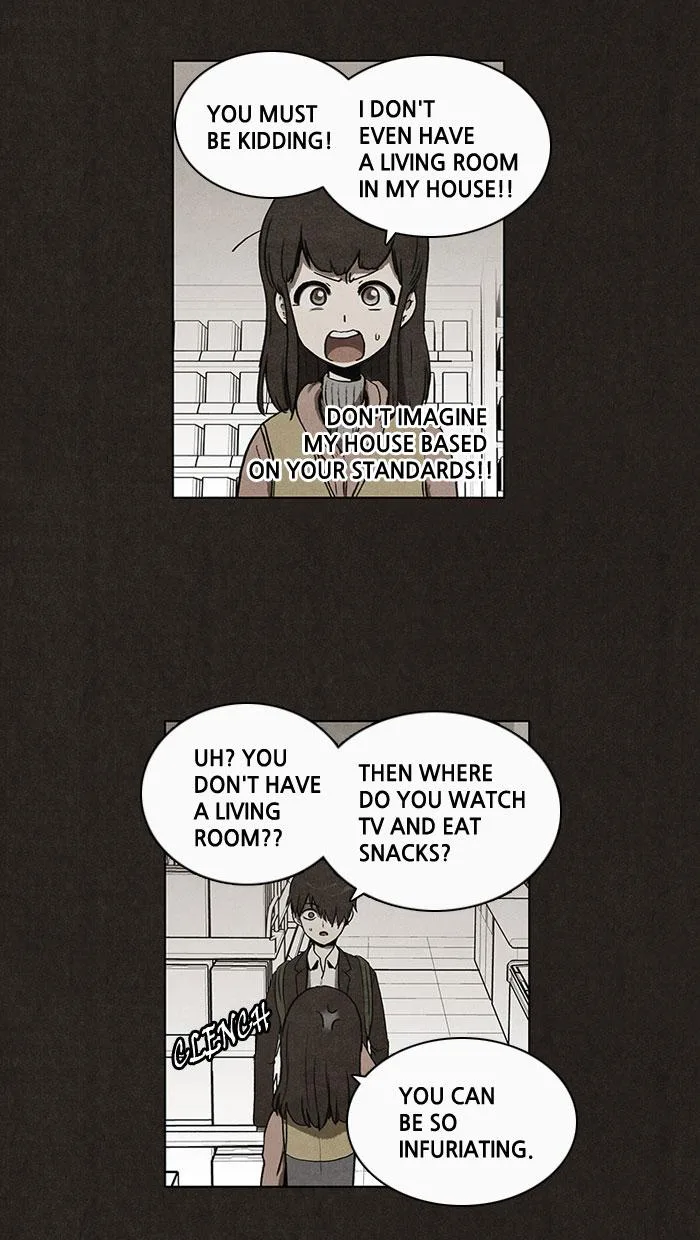 YOU MUST
BE KIDDING!
I DON'T
EVEN HAVE
A LIVING ROOM
IN MY HOUSE!!
DON'T IMAGINE
MY HOUSE BASED
ON YOUR STANDARDS!!
UH? YOU
DON'T HAVE
A LIVING
ROOM??
THEN WHERE
DO YOU WATCH
TV AND EAT
SNACKS?
CLENCH
YOU CAN
BE SO
INFURIATING.